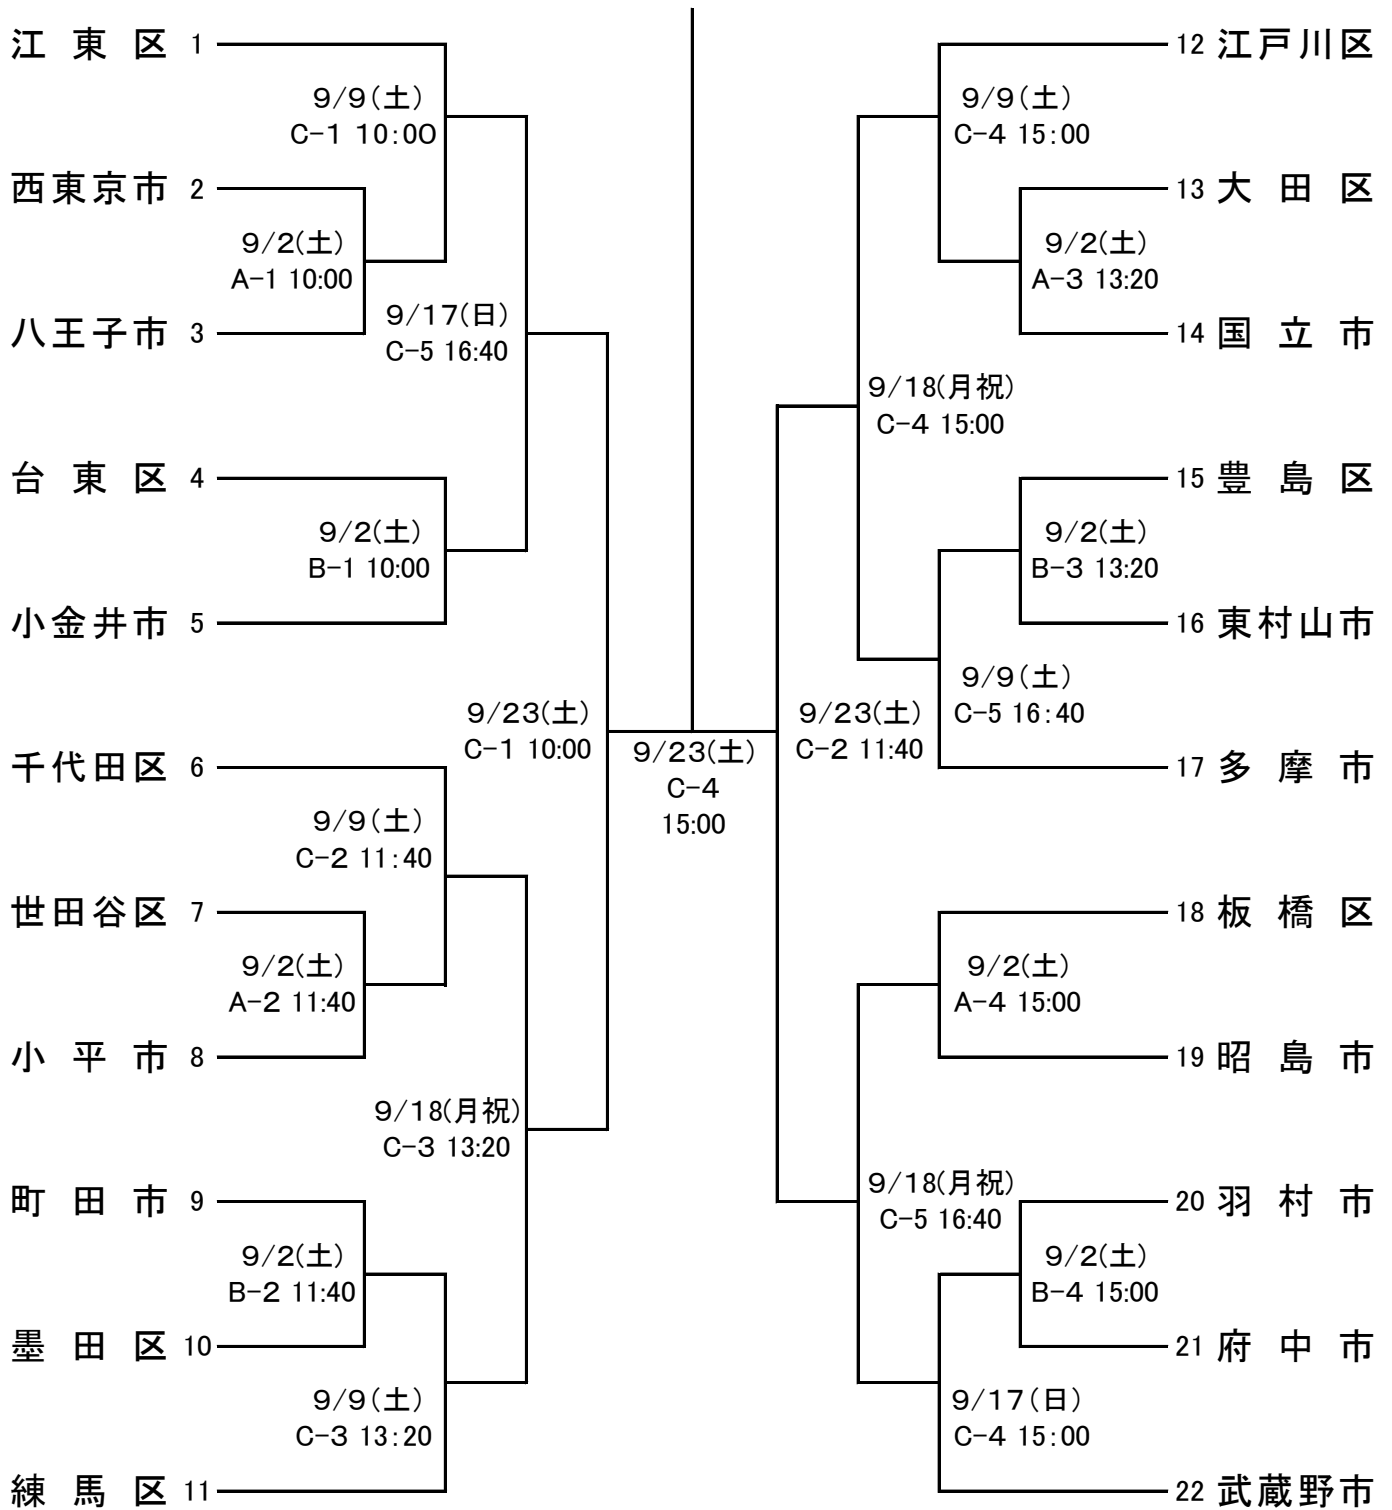 江東区 1
9/9(土)
C-1 10:00
西東京市 2
9/2(土)
A-1 10:00
八王子市 3
9/17(日)
C-5 16:40
台東区 4
9/2(土)
B-1 10:00
小金井市 5
9/23(土)
C-1 10:00
千代田区 6
9/9(土)
C-2 11:40
世田谷区 7
9/2(土)
A-2 11:40
小平市 8
9/18(月祝)
C-3 13:20
町田市 9
9/2(土)
B-2 11:40
墨田区 10
9/9(土)
C-3 13:20
練馬区 11
9/23(土)
C-4
15:00
12 江戸川区
9/9(土)
C-4 15:00
13 大田区
9/2(土)
A-3 13:20
14 国立市
9/18(月祝)
C-4 15:00
15 豊島区
9/2(土)
B-3 13:20
16 東村山市
9/9(土)
C-5 16:40
9/23(土)
C-2 11:40
17 多摩市
18 板橋区
9/2(土)
A-4 15:00
19 昭島市
9/18(月祝)
C-5 16:40
20 羽村市
9/2(土)
B-4 15:00
21 府中市
9/17(日)
C-4 15:00
22 武蔵野市